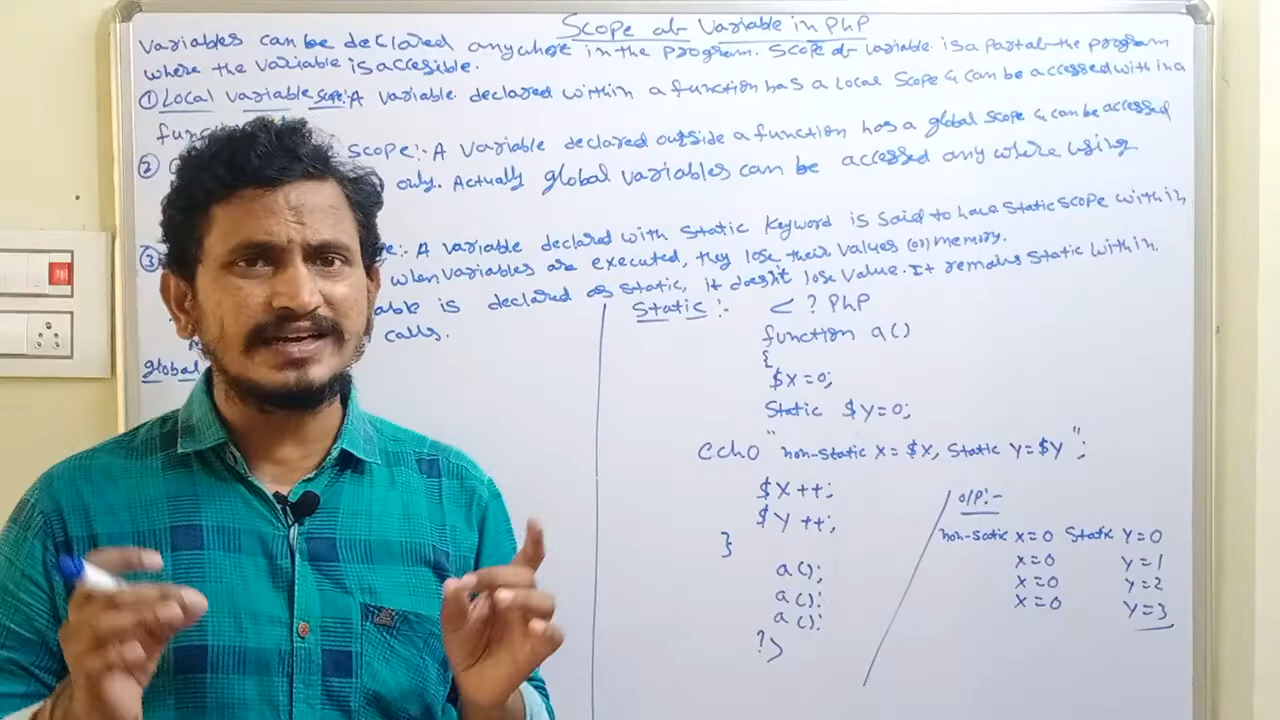 Scope of Variable in PhP
Variables can be declared anywhere in the program. Scope of Variable is a part of the program
where the variable is accesible.
① Local variable scope:- A variable declared within a function has a Local Scope & can be accessed within a
② scope:- A variable declared outside a function has a global scope & can be accessed
only. Actually global variables can be accessed anywhere using
③ A variable declared with static keyword is said to have static scope within
when variables are executed, they lose their values (or) memory.
is declared as static, it doesn't lose value. It remains static within
calls.
global
Static :-
< ? PhP
function a()
{
$x=0;
Static $y=0;
echo "non-static x=$x, Static y=$y";
$x++;
$y++;
}
a();
a();
a();
?>
O/P:-
non-static x=0 Static y=0
x=0 y=1
x=0 y=2
x=0 y=3